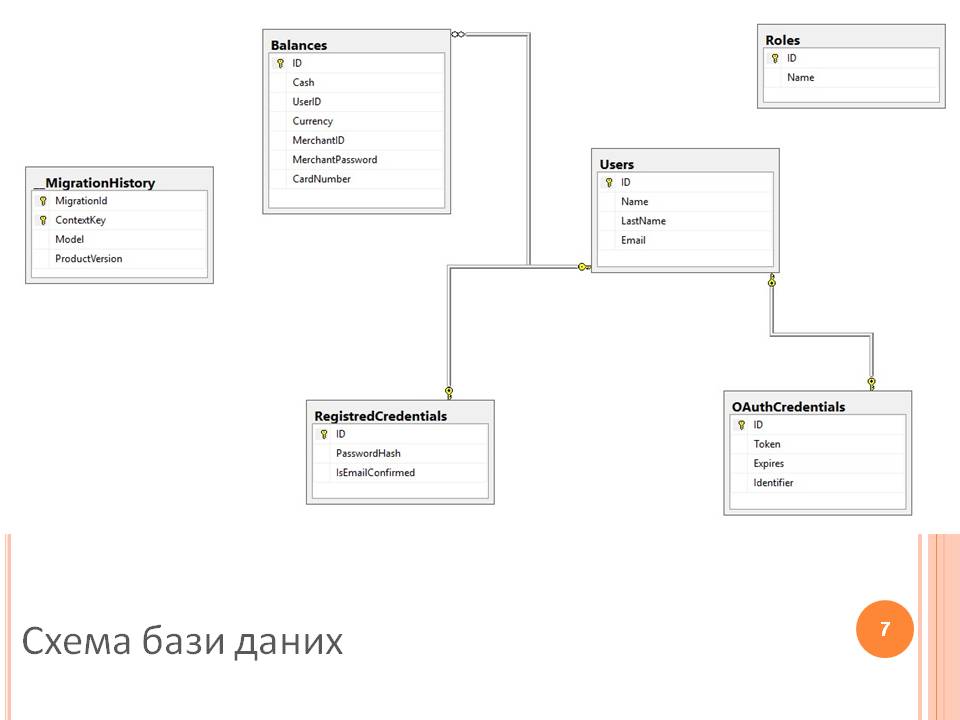 Balances
ID
Cash
UserID
Currency
MerchantID
MerchantPassword
CardNumber
Roles
ID
Name
__MigrationHistory
MigrationId
ContextKey
Model
ProductVersion
Users
ID
Name
LastName
Email
RegistredCredentials
ID
PasswordHash
IsEmailConfirmed
OAuthCredentials
ID
Token
Expires
Identifier
Схема бази даних
7